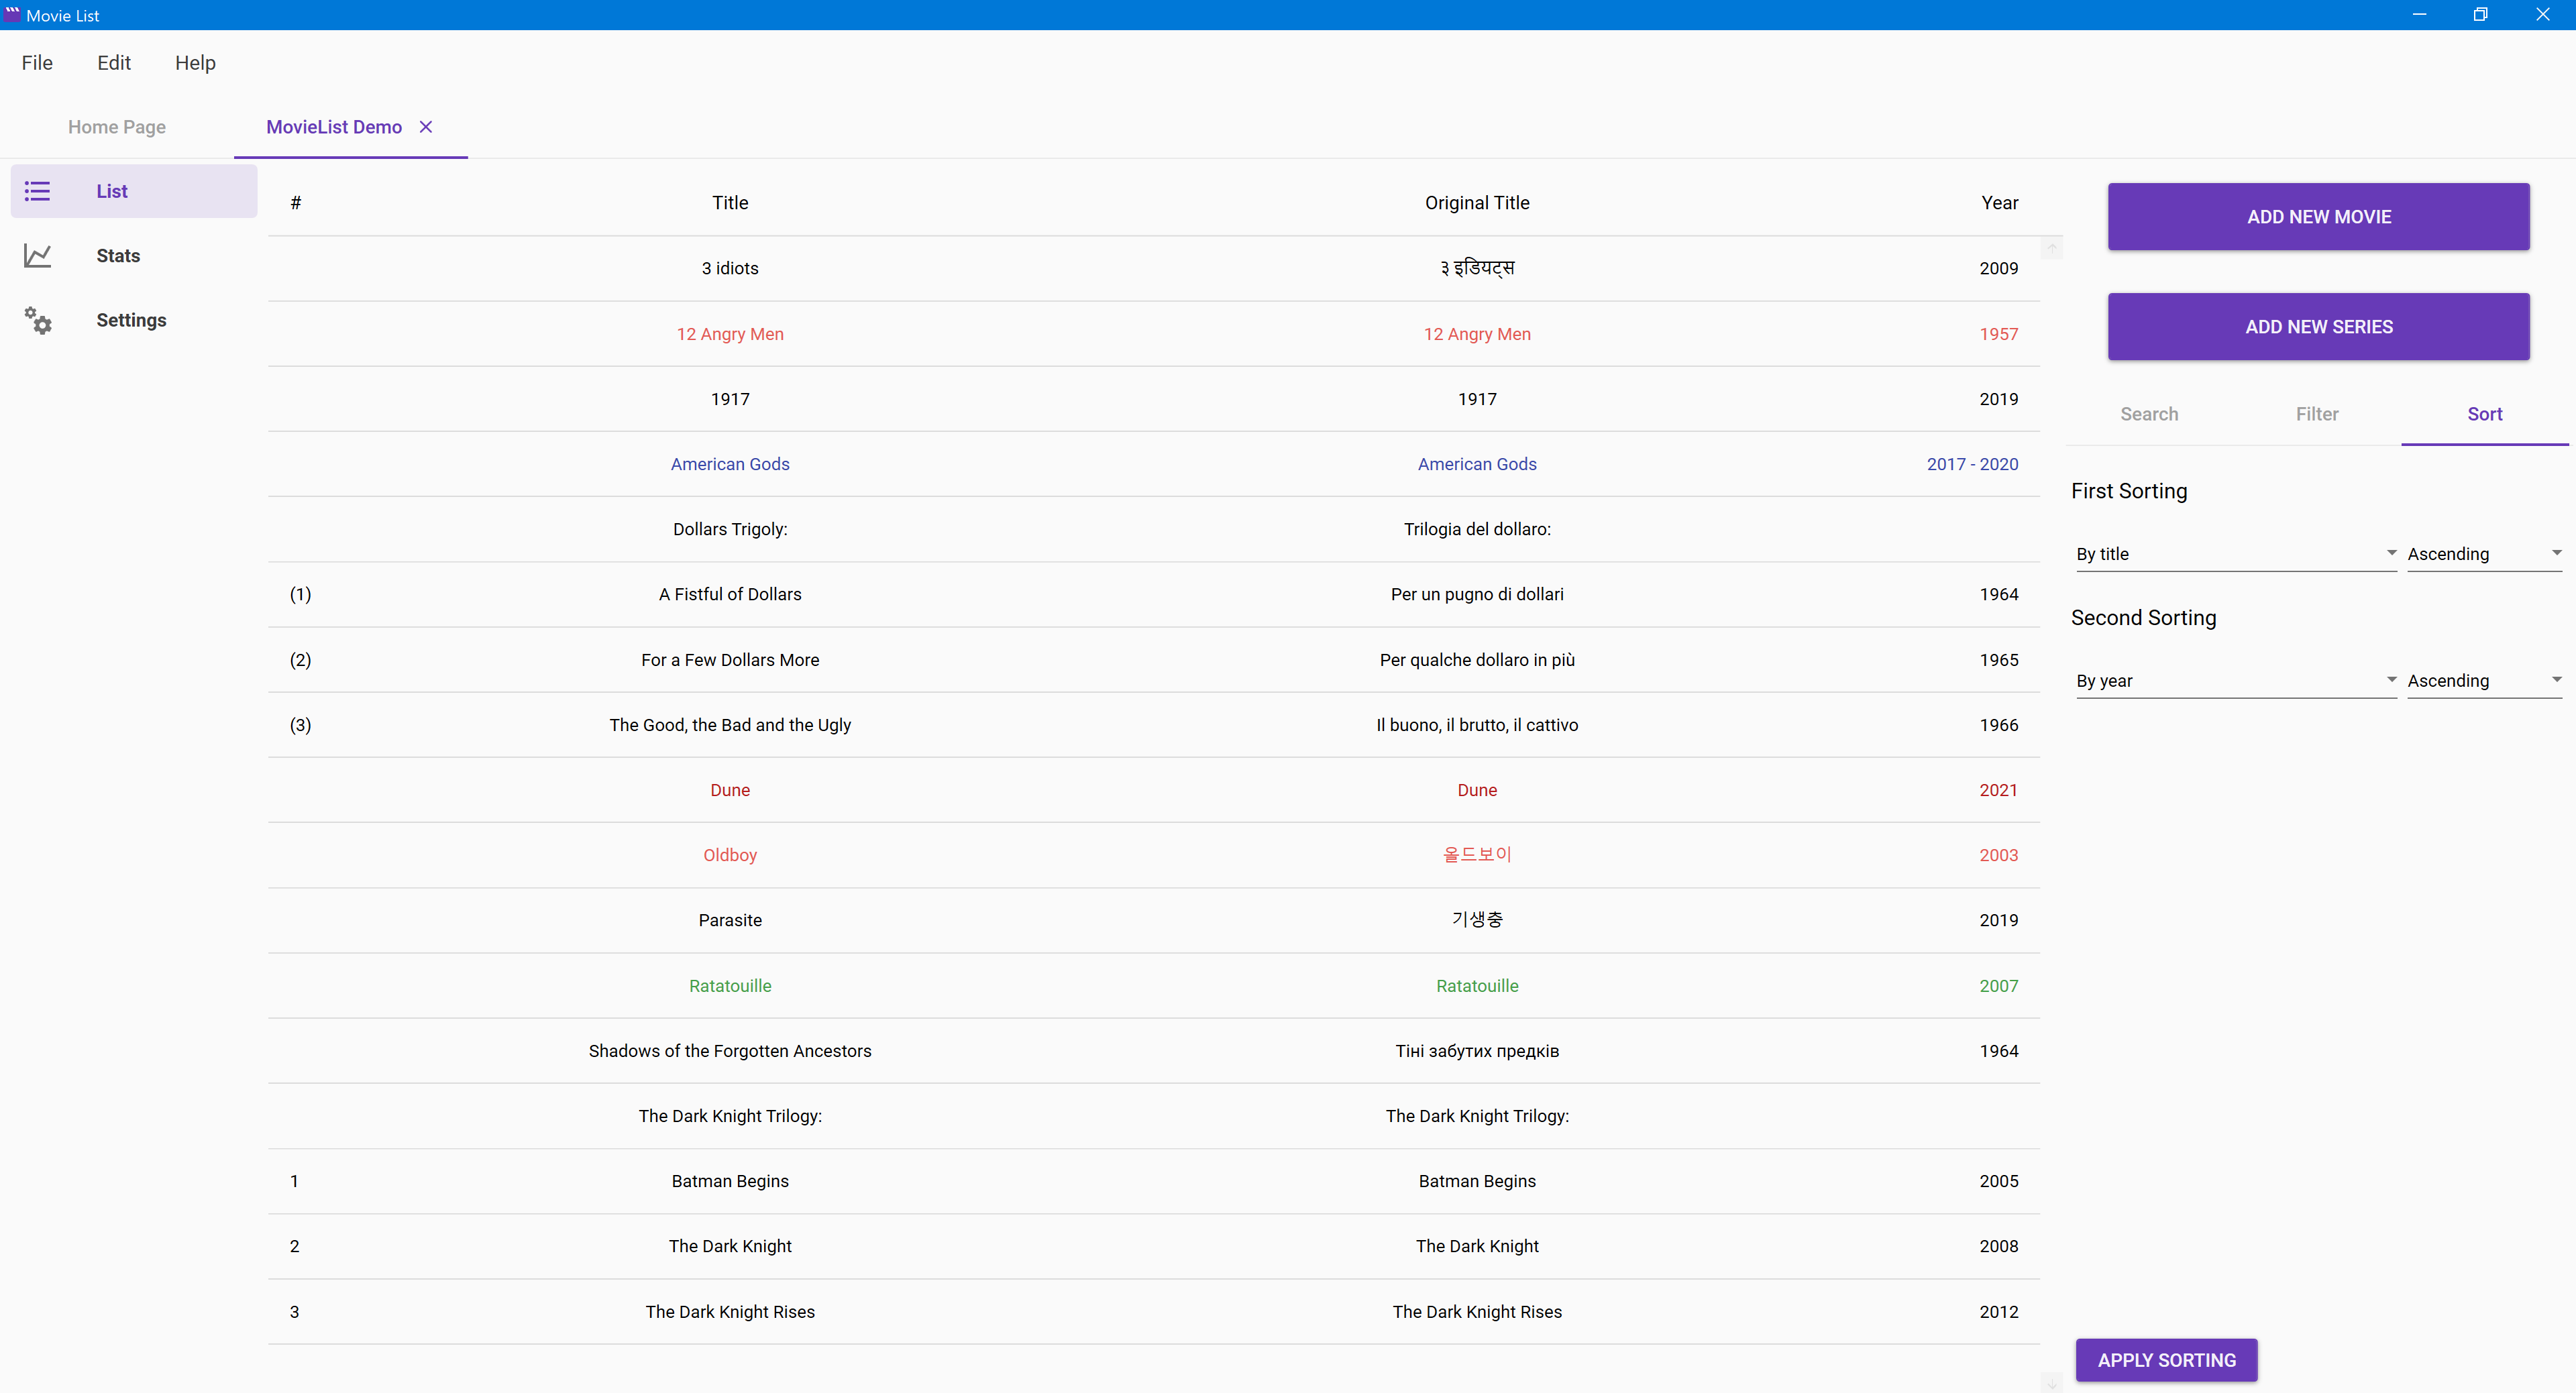 Movie List
File Edit Help
Home Page MovieList Demo
List
Stats
Settings
# Title Original Title Year
3 idiots ३ इडियट्स 2009
12 Angry Men 12 Angry Men 1957
1917 1917 2019
American Gods American Gods 2017 - 2020
Dollars Trigoly: Trilogia del dollaro:
(1) A Fistful of Dollars Per un pugno di dollari 1964
(2) For a Few Dollars More Per qualche dollaro in più 1965
(3) The Good, the Bad and the Ugly Il buono, il brutto, il cattivo 1966
Dune Dune 2021
Oldboy 올드보이 2003
Parasite 기생충 2019
Ratatouille Ratatouille 2007
Shadows of the Forgotten Ancestors Тіні забутих предків 1964
The Dark Knight Trilogy: The Dark Knight Trilogy:
1 Batman Begins Batman Begins 2005
2 The Dark Knight The Dark Knight 2008
3 The Dark Knight Rises The Dark Knight Rises 2012
ADD NEW MOVIE
ADD NEW SERIES
Search Filter Sort
First Sorting
By title Ascending
Second Sorting
By year Ascending
APPLY SORTING